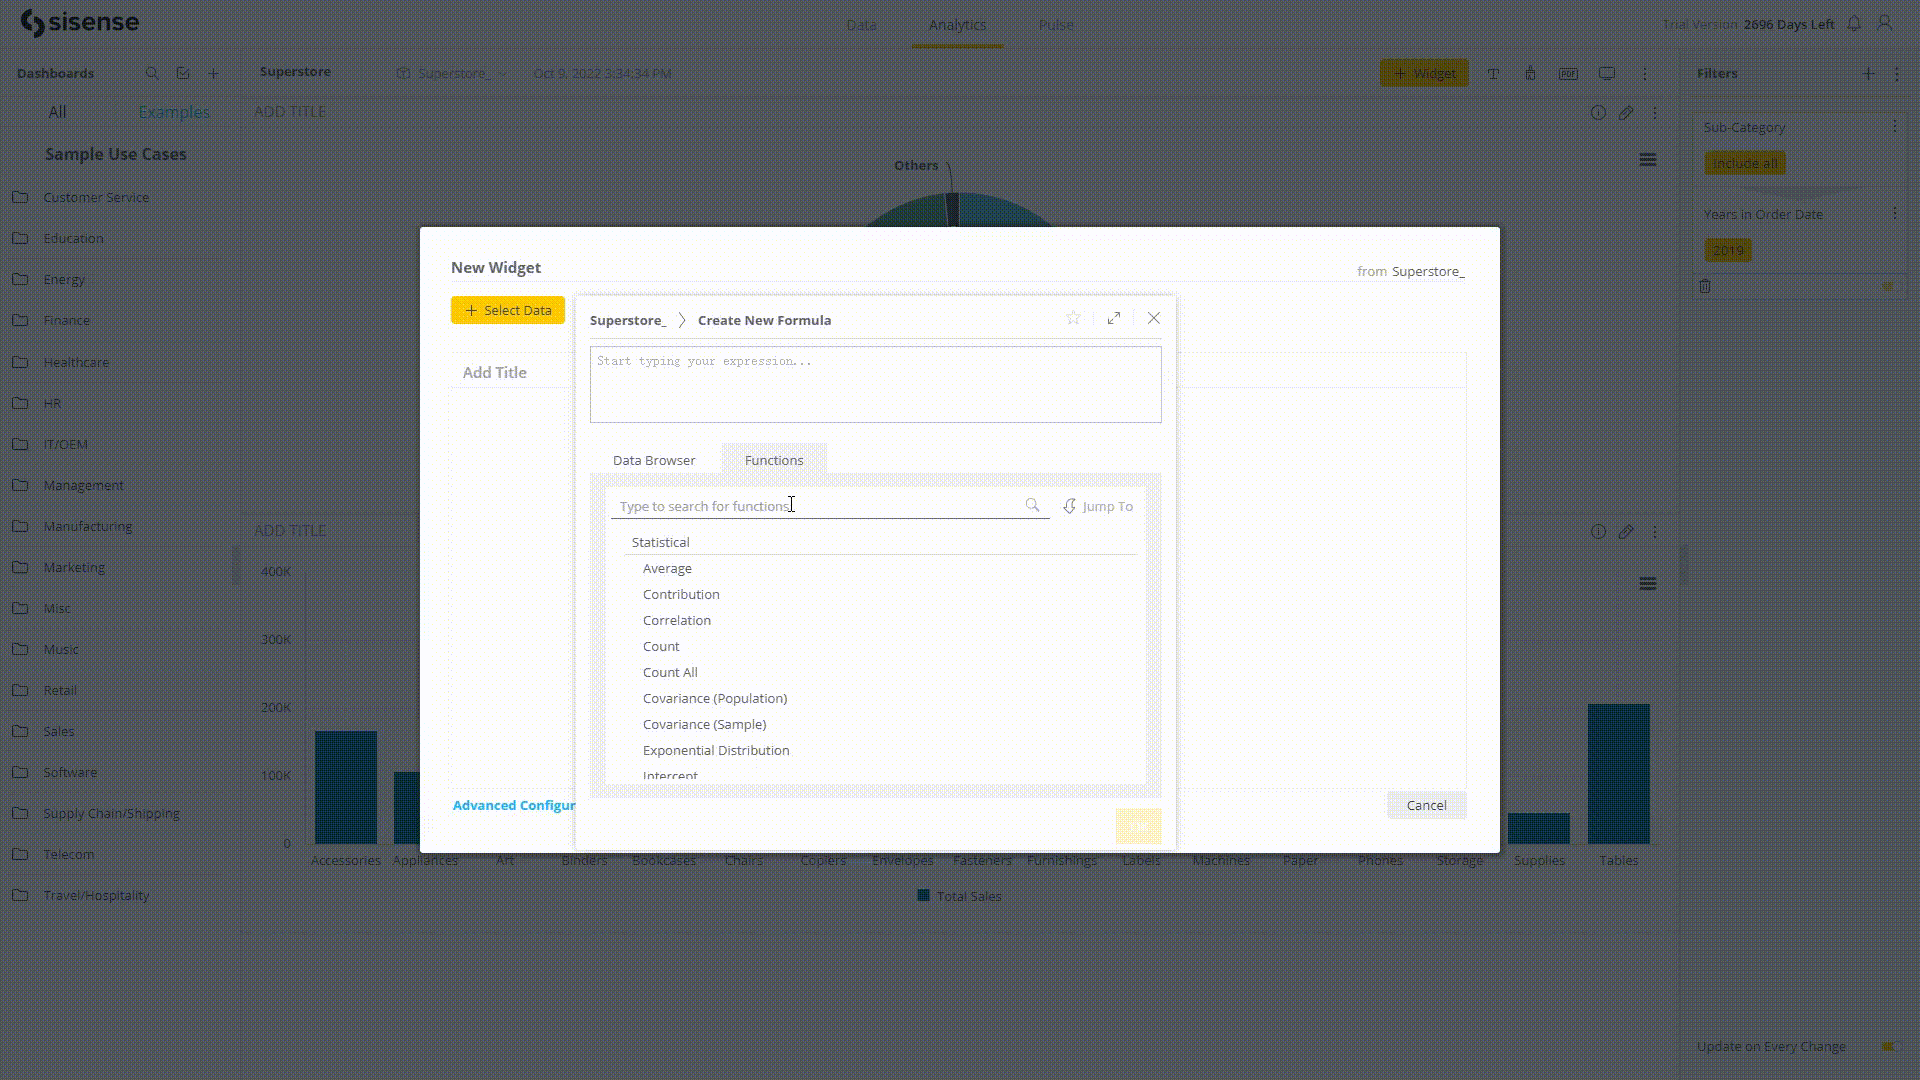 sisense
Data
Analytics
Pulse
Trial Version 2696 Days Left
Dashboards
Superstore
Superstore_
Oct 9, 2022 3:34:34 PM
+ Widget
PDF
Filters
All
Examples
ADD TITLE
Sub-Category
Include all
Years in Order Date
2019
Sample Use Cases
Customer Service
Education
Energy
Finance
Healthcare
HR
IT/OEM
Management
Manufacturing
Marketing
Misc
Music
Retail
Sales
Software
Supply Chain/Shipping
Telecom
Travel/Hospitality
Others
New Widget
from Superstore_
+ Select Data
Superstore_ > Create New Formula
Start typing your expression...
Add Title
Data Browser
Functions
Type to search for functions
Jump To
Statistical
Average
Contribution
Correlation
Count
Count All
Covariance (Population)
Covariance (Sample)
Exponential Distribution
Intercept
Advanced Configur
Cancel
ADD TITLE
400K
300K
200K
100K
0
Accessories Appliances Art Binders Bookcases Chairs Copiers Envelopes Fasteners Furnishings Labels Machines Paper Phones Storage Supplies Tables
Total Sales
Update on Every Change